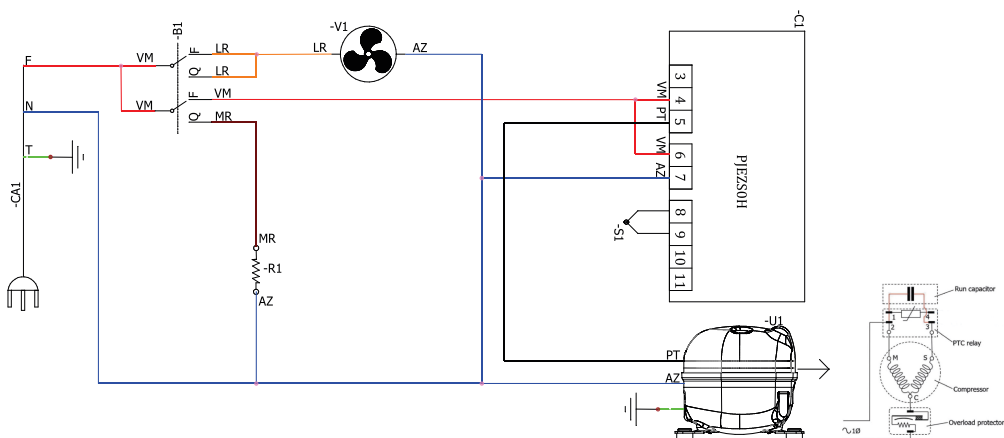 F
VM
-B1
F
LR
LR
-V1
AZ
Q
LR
N
VM
F
VM
Q
MR
T
-CA1
MR
-R1
AZ
-C1
3
VM
4
PT
5
VM
6
AZ
7
PJEZS0H
8
-S1
9
10
11
-U1
PT
AZ
Run capacitor
1
4
2
3
PTC relay
M
S
Compressor
C
1Ø
Overload protector